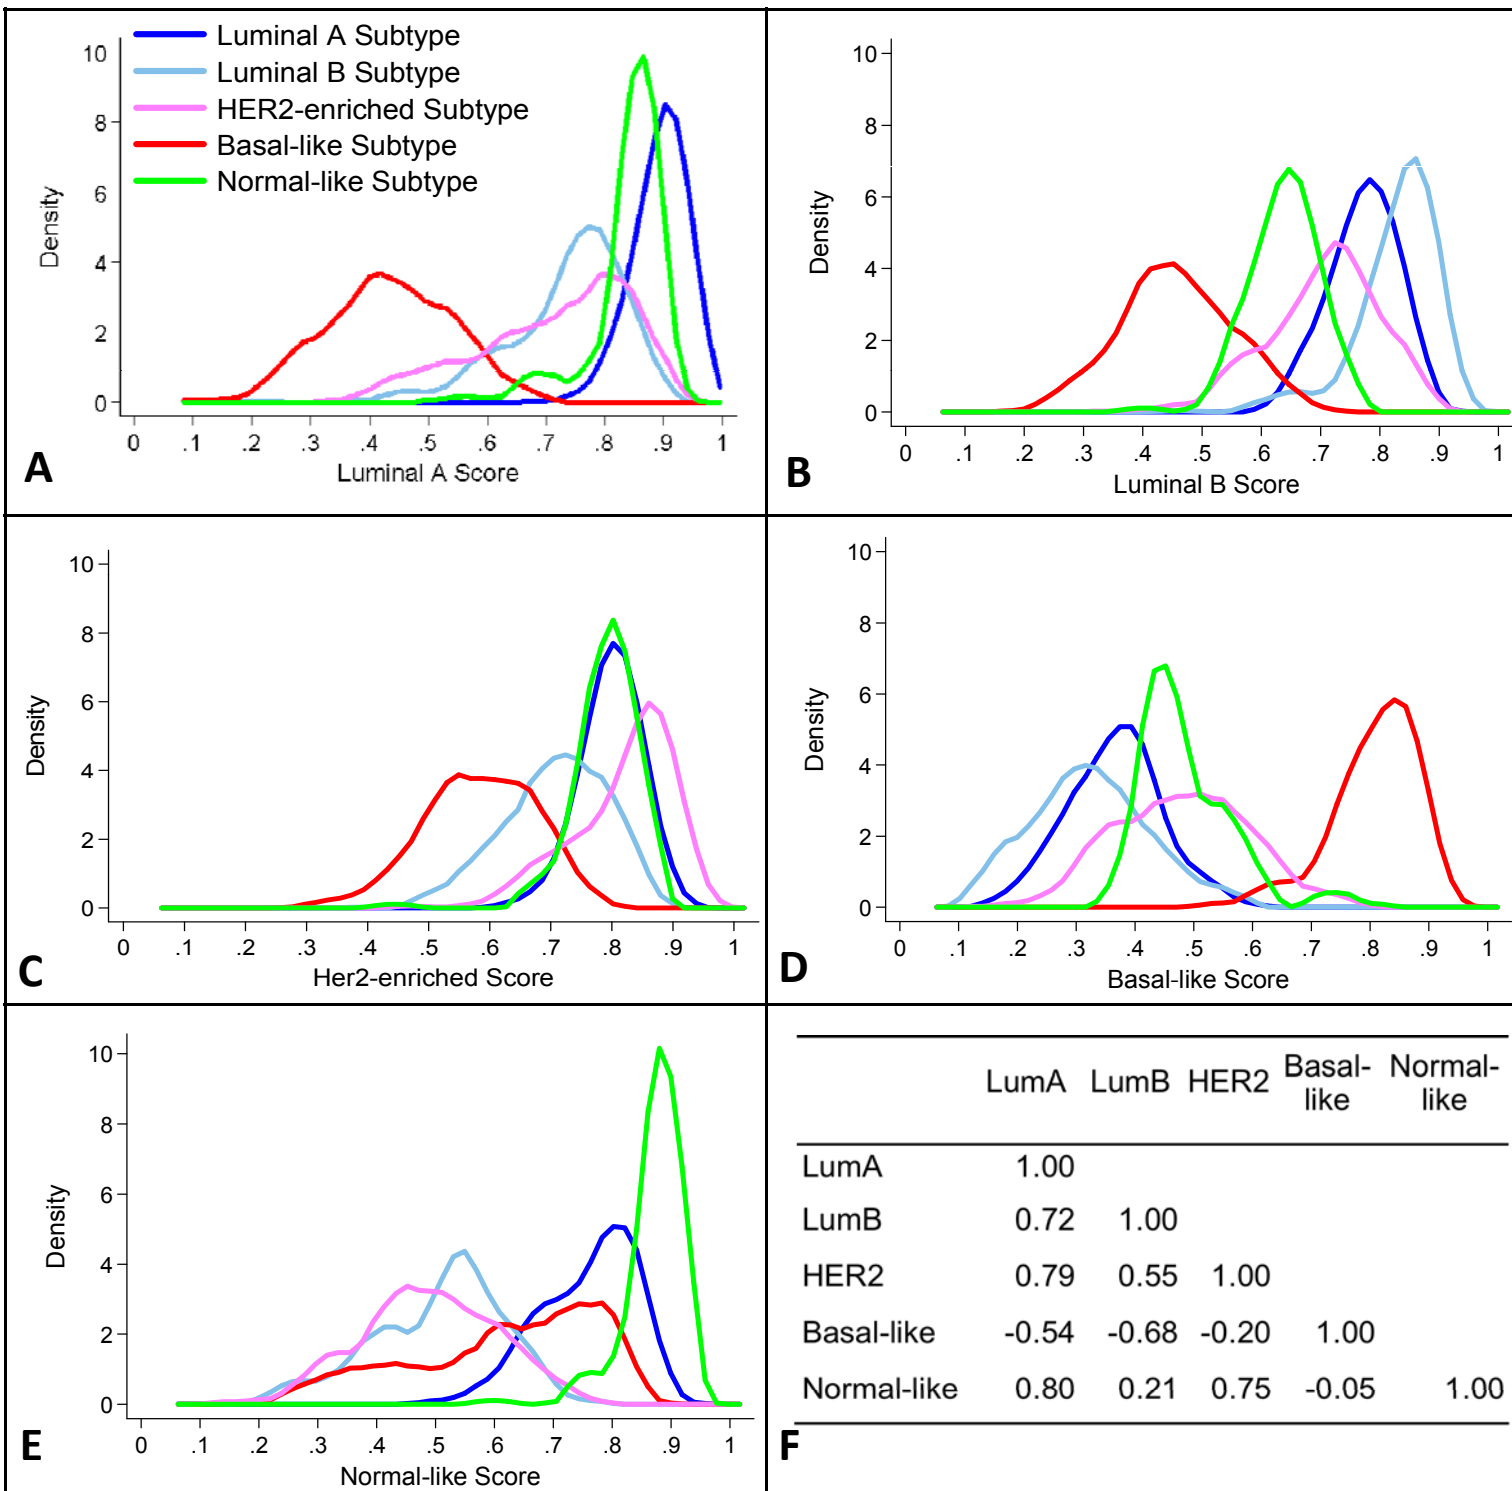 Luminal A Subtype
Luminal B Subtype
HER2-enriched Subtype
Basal-like Subtype
Normal-like Subtype
10
8
6
4
2
0
Density
0 .1 .2 .3 .4 .5 .6 .7 .8 .9 1
Luminal A Score
A
10
8
6
4
2
0
Density
0 .1 .2 .3 .4 .5 .6 .7 .8 .9 1
Luminal B Score
B
10
8
6
4
2
0
Density
0 .1 .2 .3 .4 .5 .6 .7 .8 .9 1
Her2-enriched Score
C
10
8
6
4
2
0
Density
0 .1 .2 .3 .4 .5 .6 .7 .8 .9 1
Basal-like Score
D
10
8
6
4
2
0
Density
0 .1 .2 .3 .4 .5 .6 .7 .8 .9 1
Normal-like Score
E
LumA LumB HER2 Basal-like Normal-like
LumA 1.00
LumB 0.72 1.00
HER2 0.79 0.55 1.00
Basal-like -0.54 -0.68 -0.20 1.00
Normal-like 0.80 0.21 0.75 -0.05 1.00
F